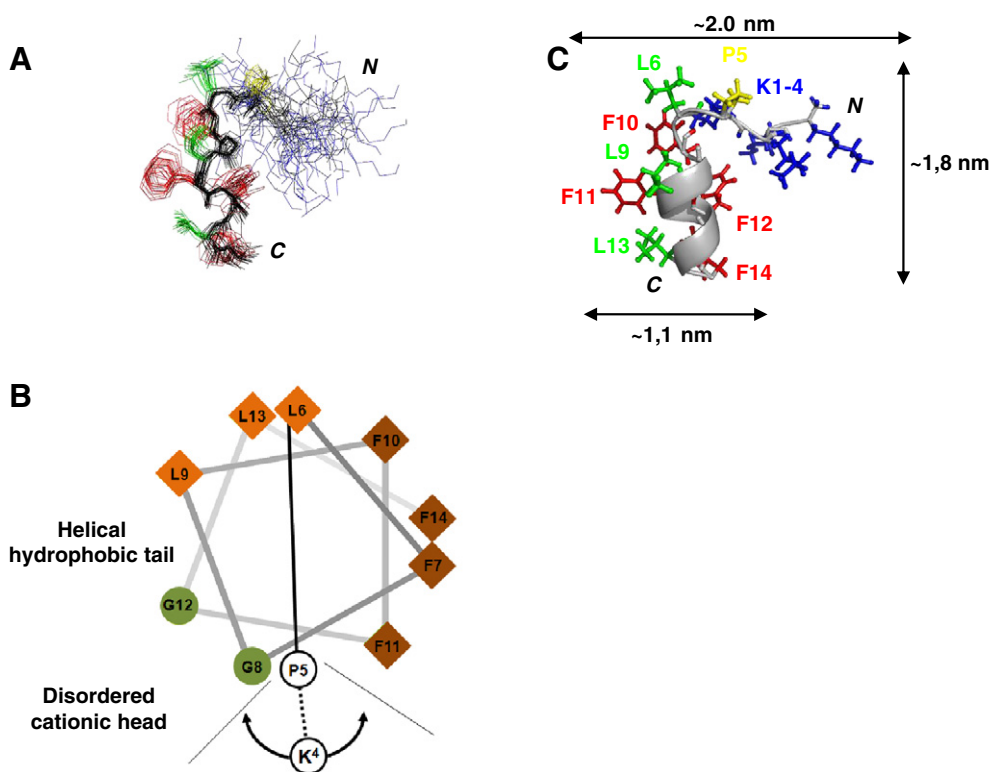 A
N
C
C
~2.0 nm
P5
L6
K1-4
N
F10
L9
~1,8 nm
F11
F12
L13
F14
C
~1,1 nm
B
L13
L6
F10
L9
F14
Helical
hydrophobic tail
F7
G12
F11
G8
P5
Disordered
cationic head
K⁴